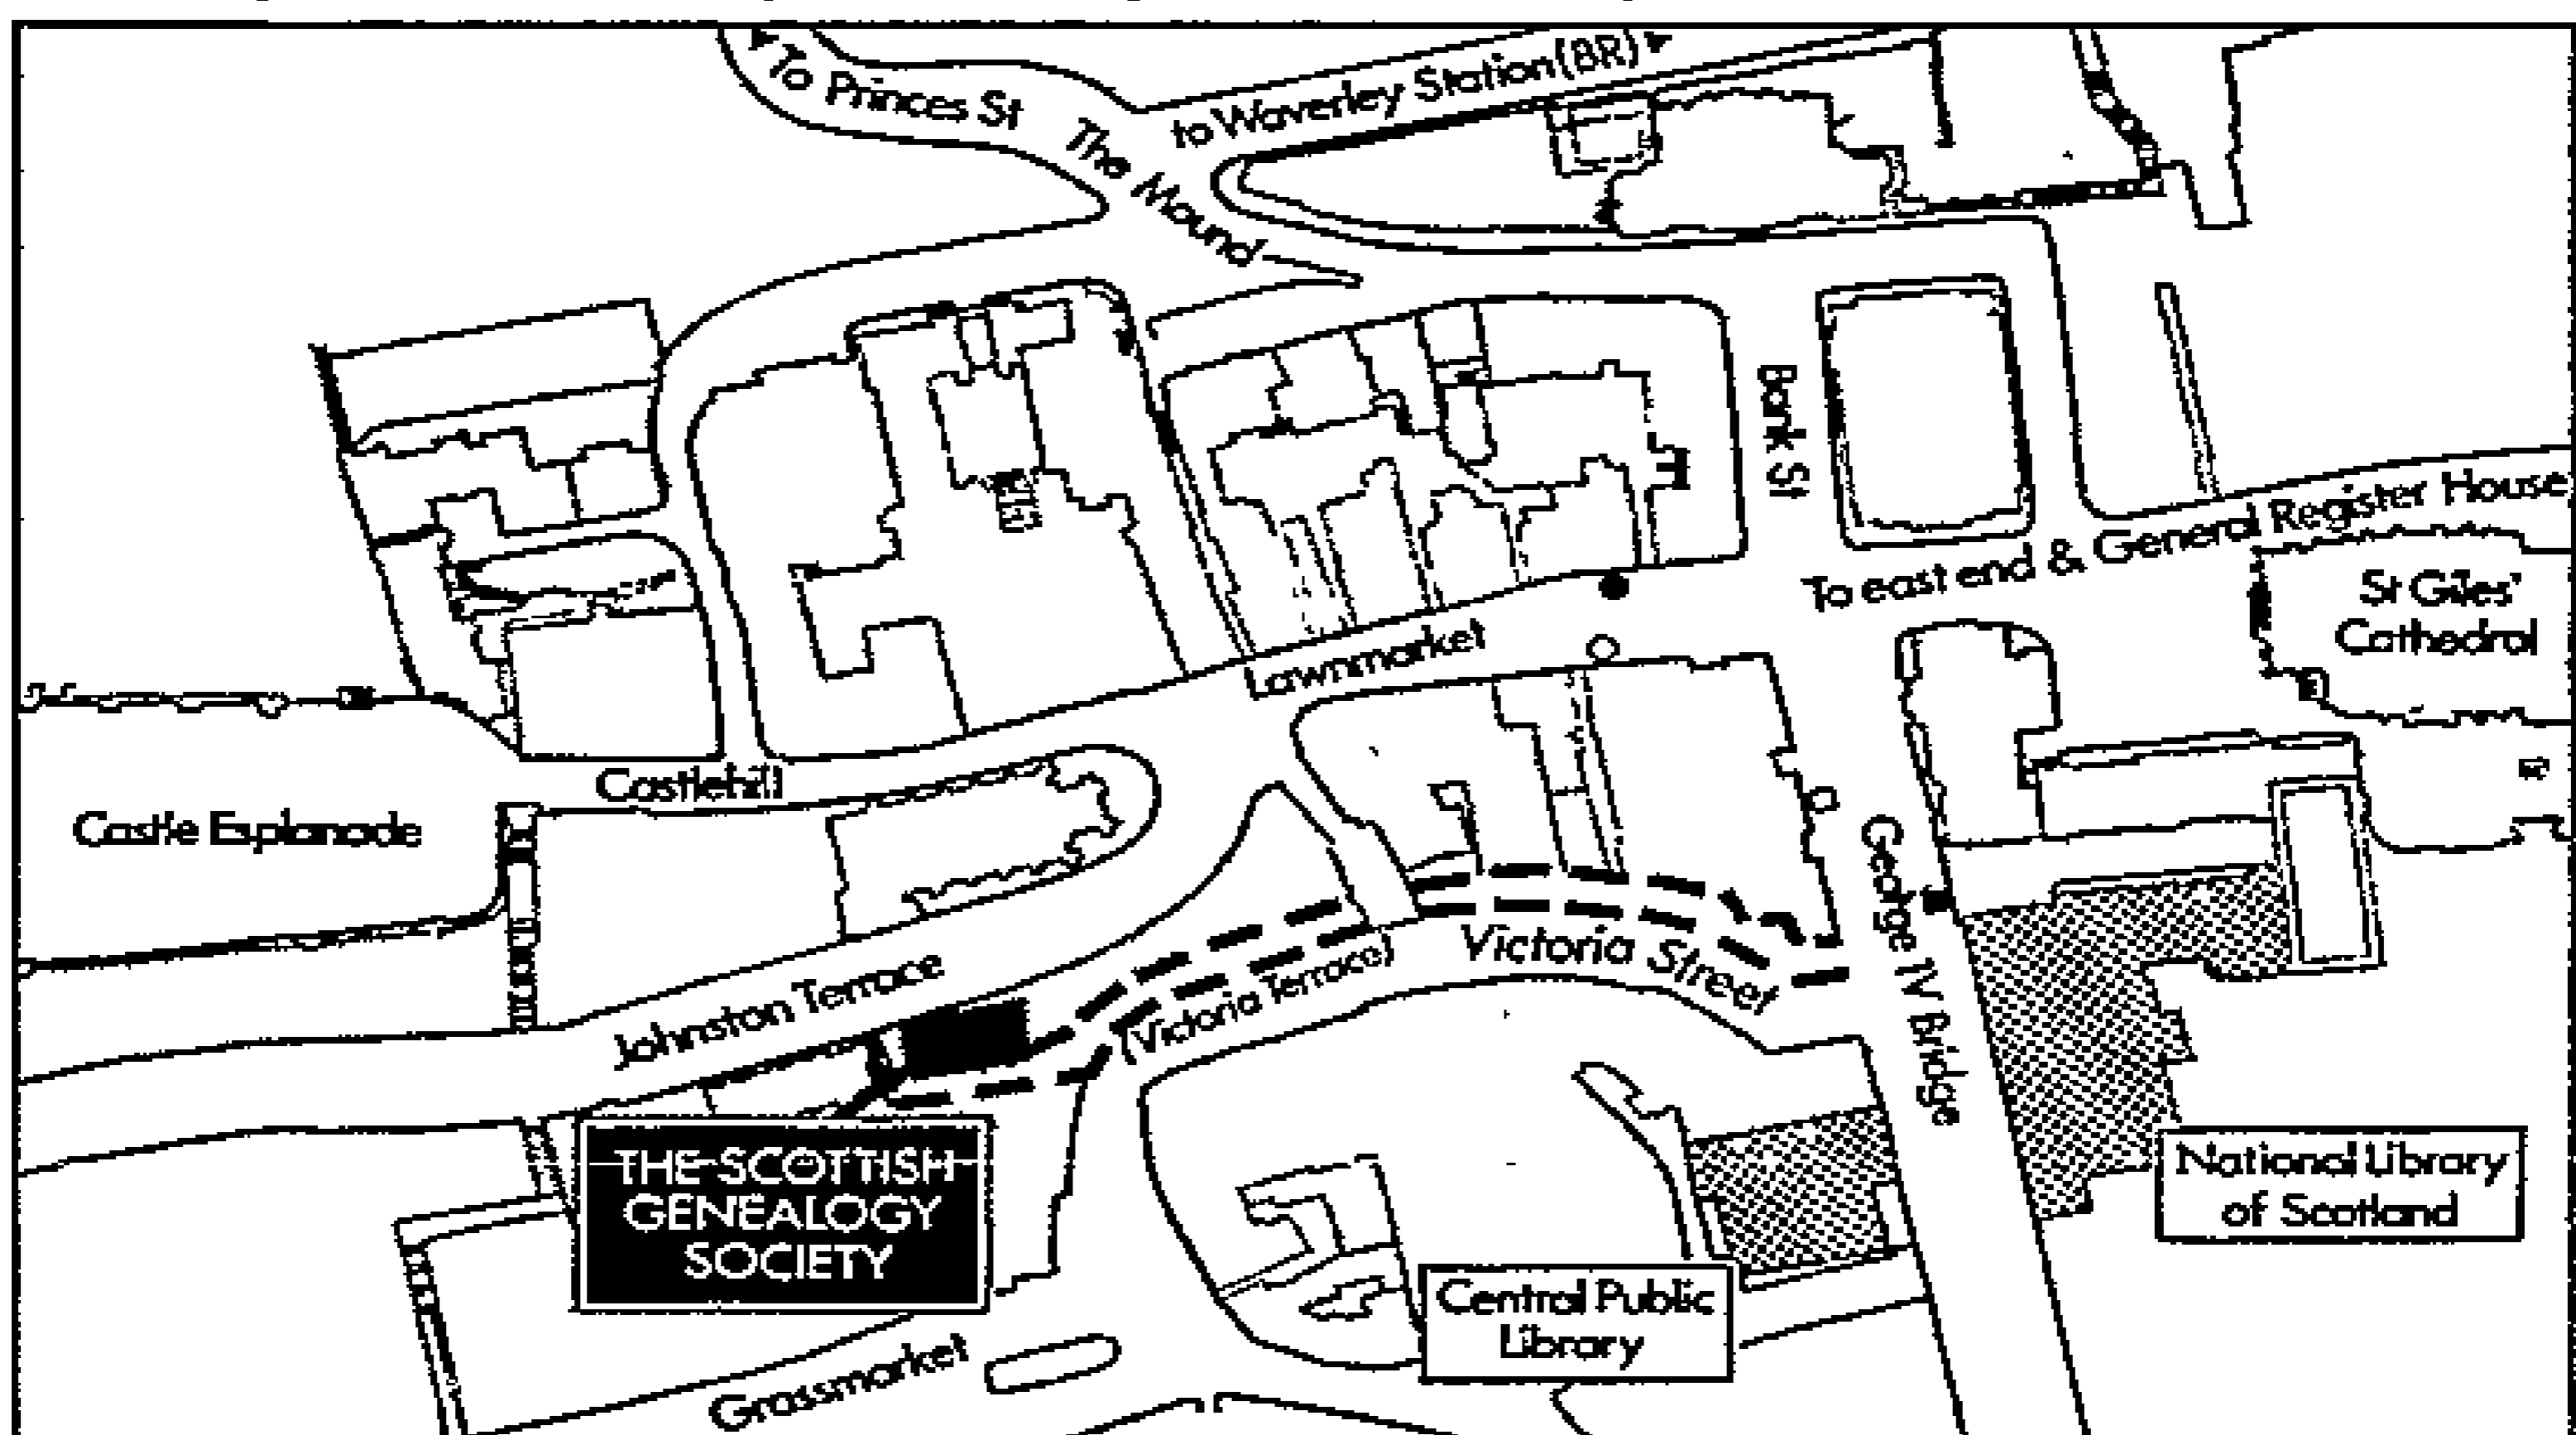 To Princes St
to Waverley Station (BR)
The Mound
Bank St
To east end & General Register House
St Giles'
Cathedral
Lawnmarket
Castlehill
Castle Esplanade
George IV Bridge
Victoria Street
(Victoria Terrace)
Johnston Terrace
THE SCOTTISH
GENEALOGY
SOCIETY
National Library
of Scotland
Central Public
Library
Grassmarket